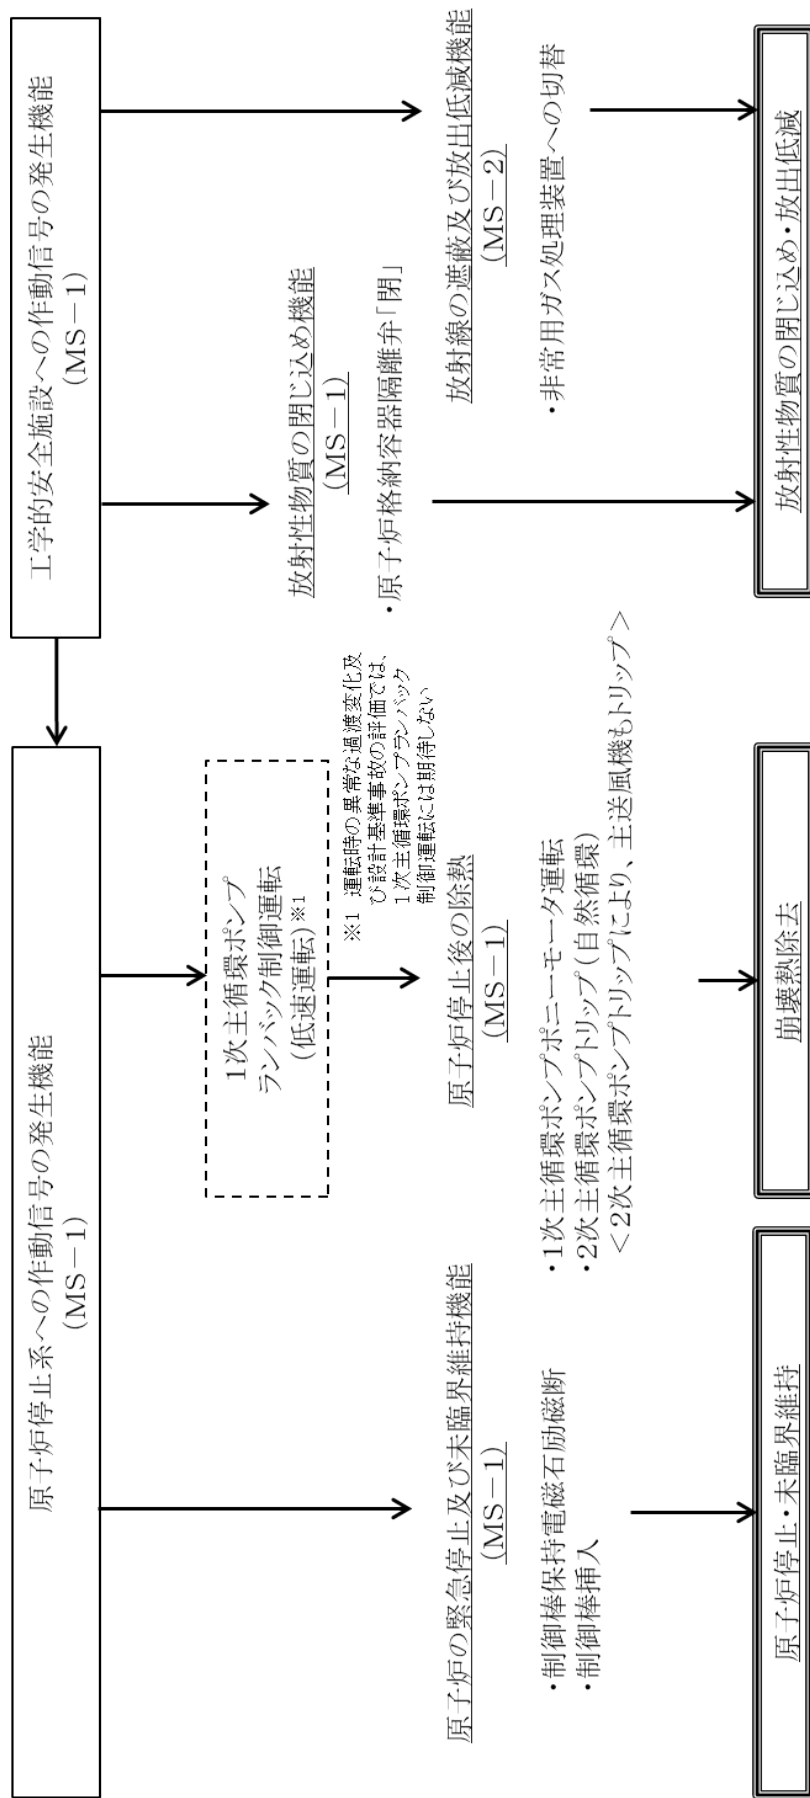 原子炉停止系への作動信号の発生機能
(MS-1)
工学的安全施設への作動信号の発生機能
(MS-1)
1次主循環ポンプ
ランバック制御運転
(低速運転)※1
※1 運転時の異常な過渡変化及
び設計基準事故の評価では、
1次主循環ポンプランバック
制御運転には期待しない
原子炉の緊急停止及び未臨界維持機能
(MS-1)
・制御棒保持電磁石励磁断
・制御棒挿入
原子炉停止後の除熱
(MS-1)
・1次主循環ポンプポニーモータ運転
・2次主循環ポンプトリップ(自然循環)
<2次主循環ポンプトリップにより、主送風機もトリップ>
放射性物質の閉じ込め機能
(MS-1)
・原子炉格納容器隔離弁「閉」
放射線の遮蔽及び放出低減機能
(MS-2)
・非常用ガス処理装置への切替
原子炉停止・未臨界維持
崩壊熱除去
放射性物質の閉じ込め・放出低減